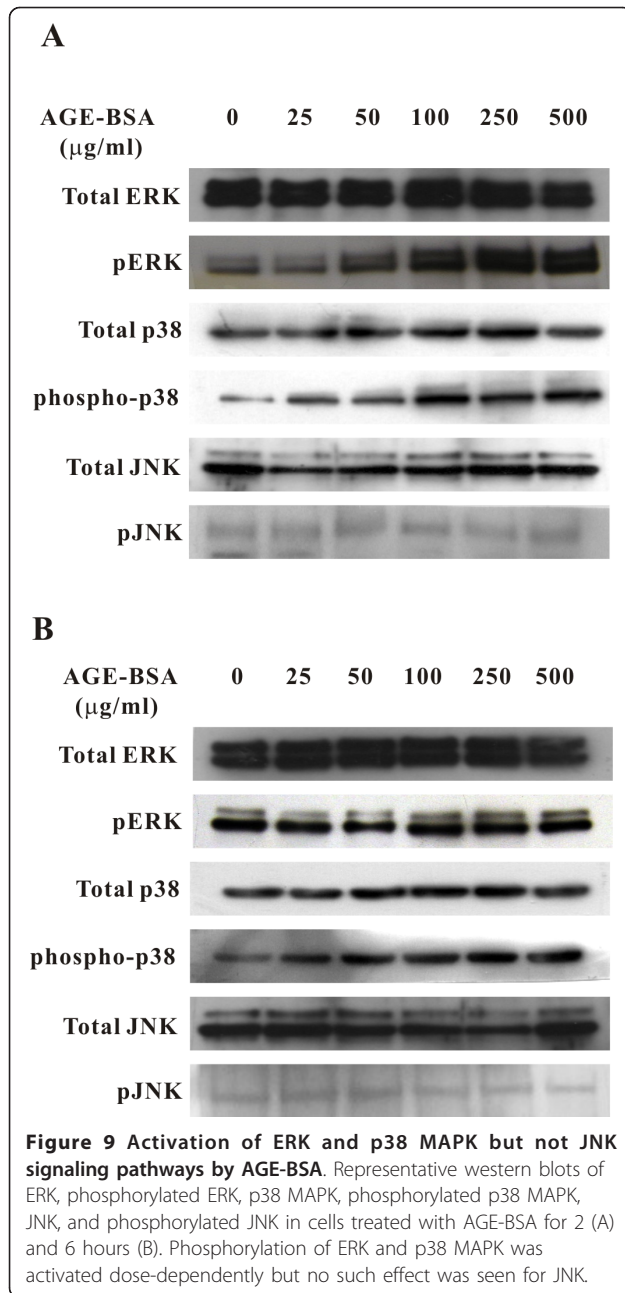 A
AGE-BSA 0 25 50 100 250 500
(μg/ml)
Total ERK
pERK
Total p38
phospho-p38
Total JNK
pJNK
B
AGE-BSA 0 25 50 100 250 500
(μg/ml)
Total ERK
pERK
Total p38
phospho-p38
Total JNK
pJNK
Figure 9 Activation of ERK and p38 MAPK but not JNK
signaling pathways by AGE-BSA. Representative western blots of
ERK, phosphorylated ERK, p38 MAPK, phosphorylated p38 MAPK,
JNK, and phosphorylated JNK in cells treated with AGE-BSA for 2 (A)
and 6 hours (B). Phosphorylation of ERK and p38 MAPK was
activated dose-dependently but no such effect was seen for JNK.